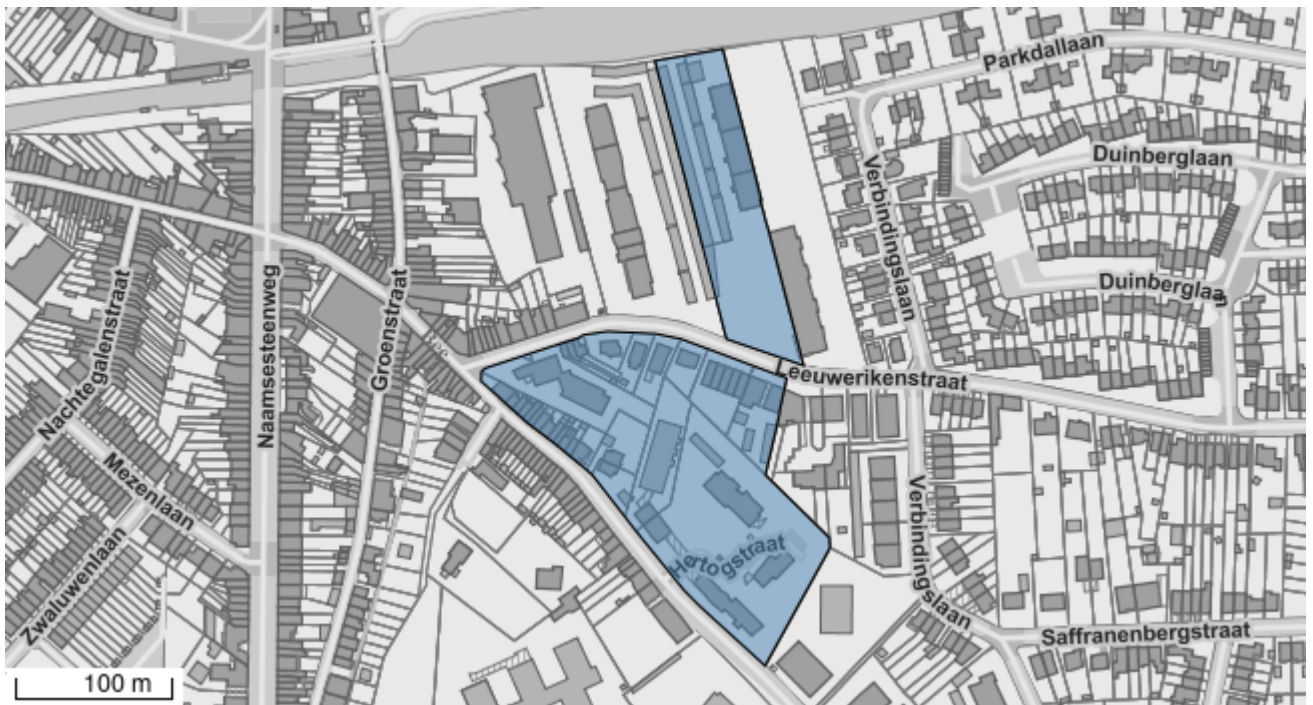 Parkdallaan
Duinberglaan
Verbindingslaan
Duinberglaan
Nachtegalenstraat
Naamsesteenweg
Groenstraat
Leeuwerikenstraat
Mezenlaan
Zwaluwenlaan
Hertogstraat
Verbindingslaan
Saffranenbergstraat
100 m